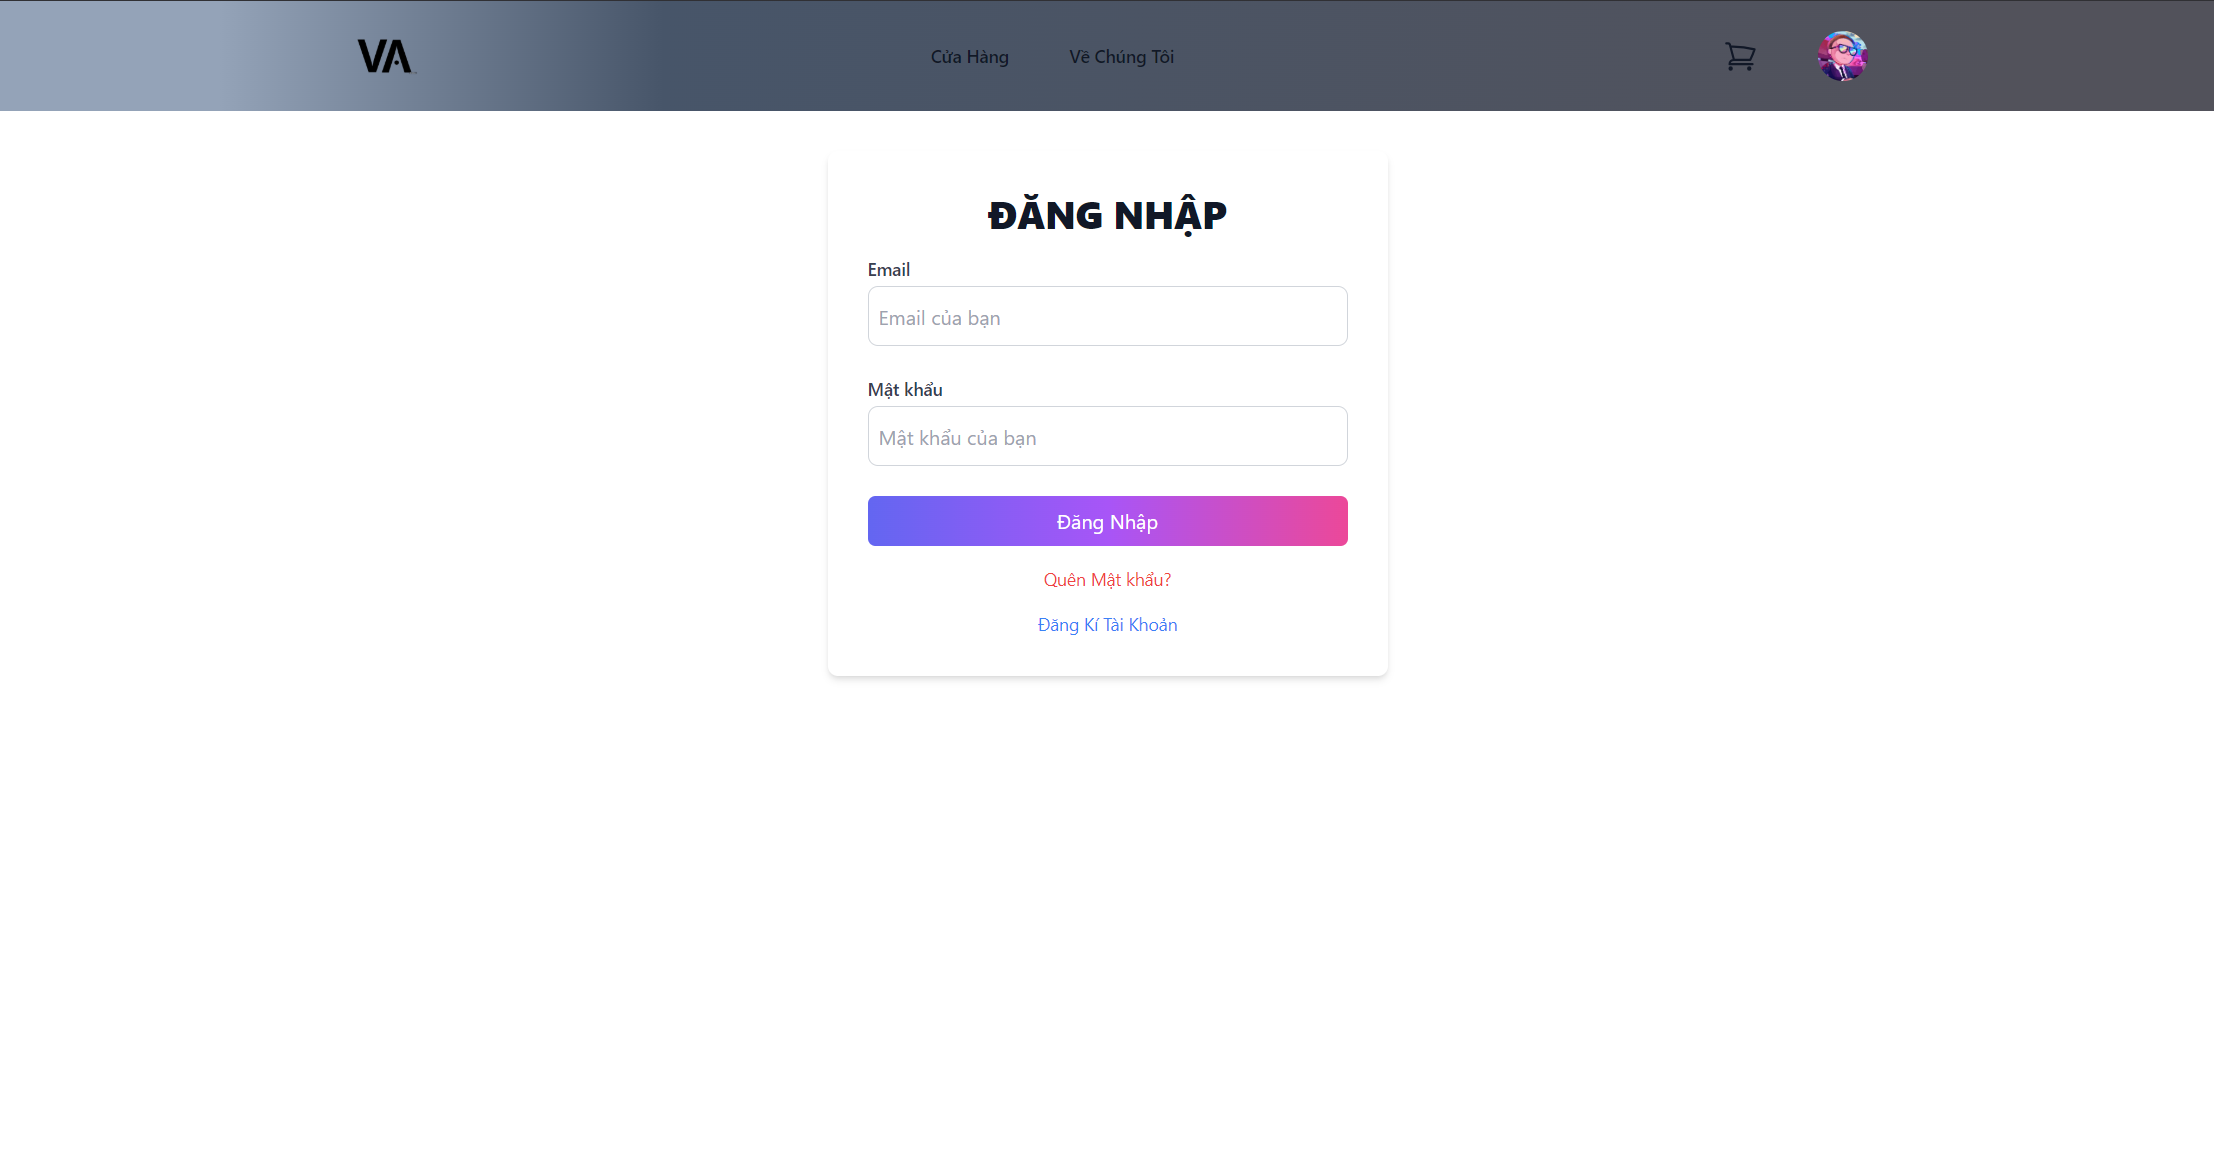 VA
Cửa Hàng
Về Chúng Tôi
ĐĂNG NHẬP
Email
Email của bạn
Mật khẩu
Mật khẩu của bạn
Đăng Nhập
Quên Mật khẩu?
Đăng Kí Tài Khoản